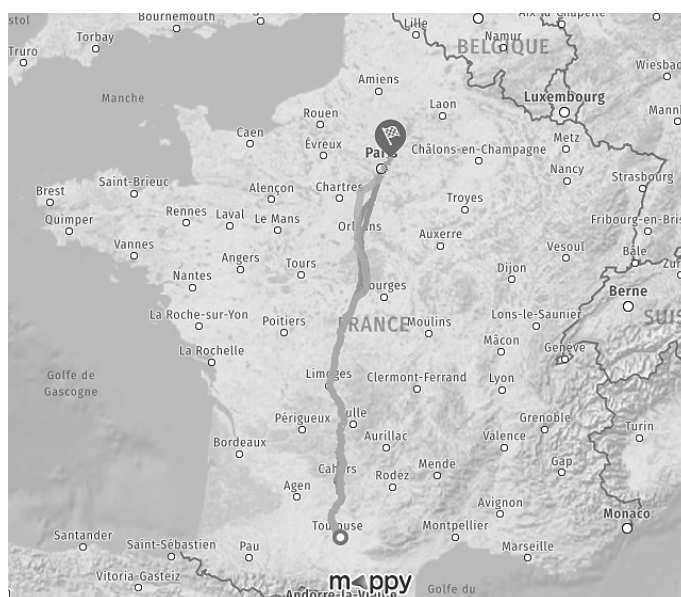 Bournemouth
Aix-la-Chapelle
Torbay
Lille
Namur
Truro
BELGIQUE
Amiens
Manche
Laon
Luxembourg
Rouen
Caen
Évreux
Paris
Châlons-en-Champagne
Metz
Nancy
Brest
Saint-Brieuc
Alençon
Chartres
Strasbourg
Troyes
Quimper
Rennes
Laval
Le Mans
Orléans
Auxerre
Fribourg-en-Bris
Vannes
Angers
Tours
Vesoul
Bâle
Nantes
Dijon
Bourges
Berne
La Roche-sur-Yon
Poitiers
FRANCE
Moulins
Lons-le-Saunier
SUIS
La Rochelle
Mâcon
Genève
Golfe de
Gascogne
Limoges
Clermont-Ferrand
Lyon
Périgueux
Tulle
Grenoble
Bordeaux
Aurillac
Valence
Turin
Cahors
Rodez
Mende
Gap
Agen
Avignon
Monaco
Toulouse
Montpellier
Santander
Saint-Sébastien
Pau
Marseille
Vitoria-Gasteiz
mappy
Andorre-la-Vieille
Golfe du